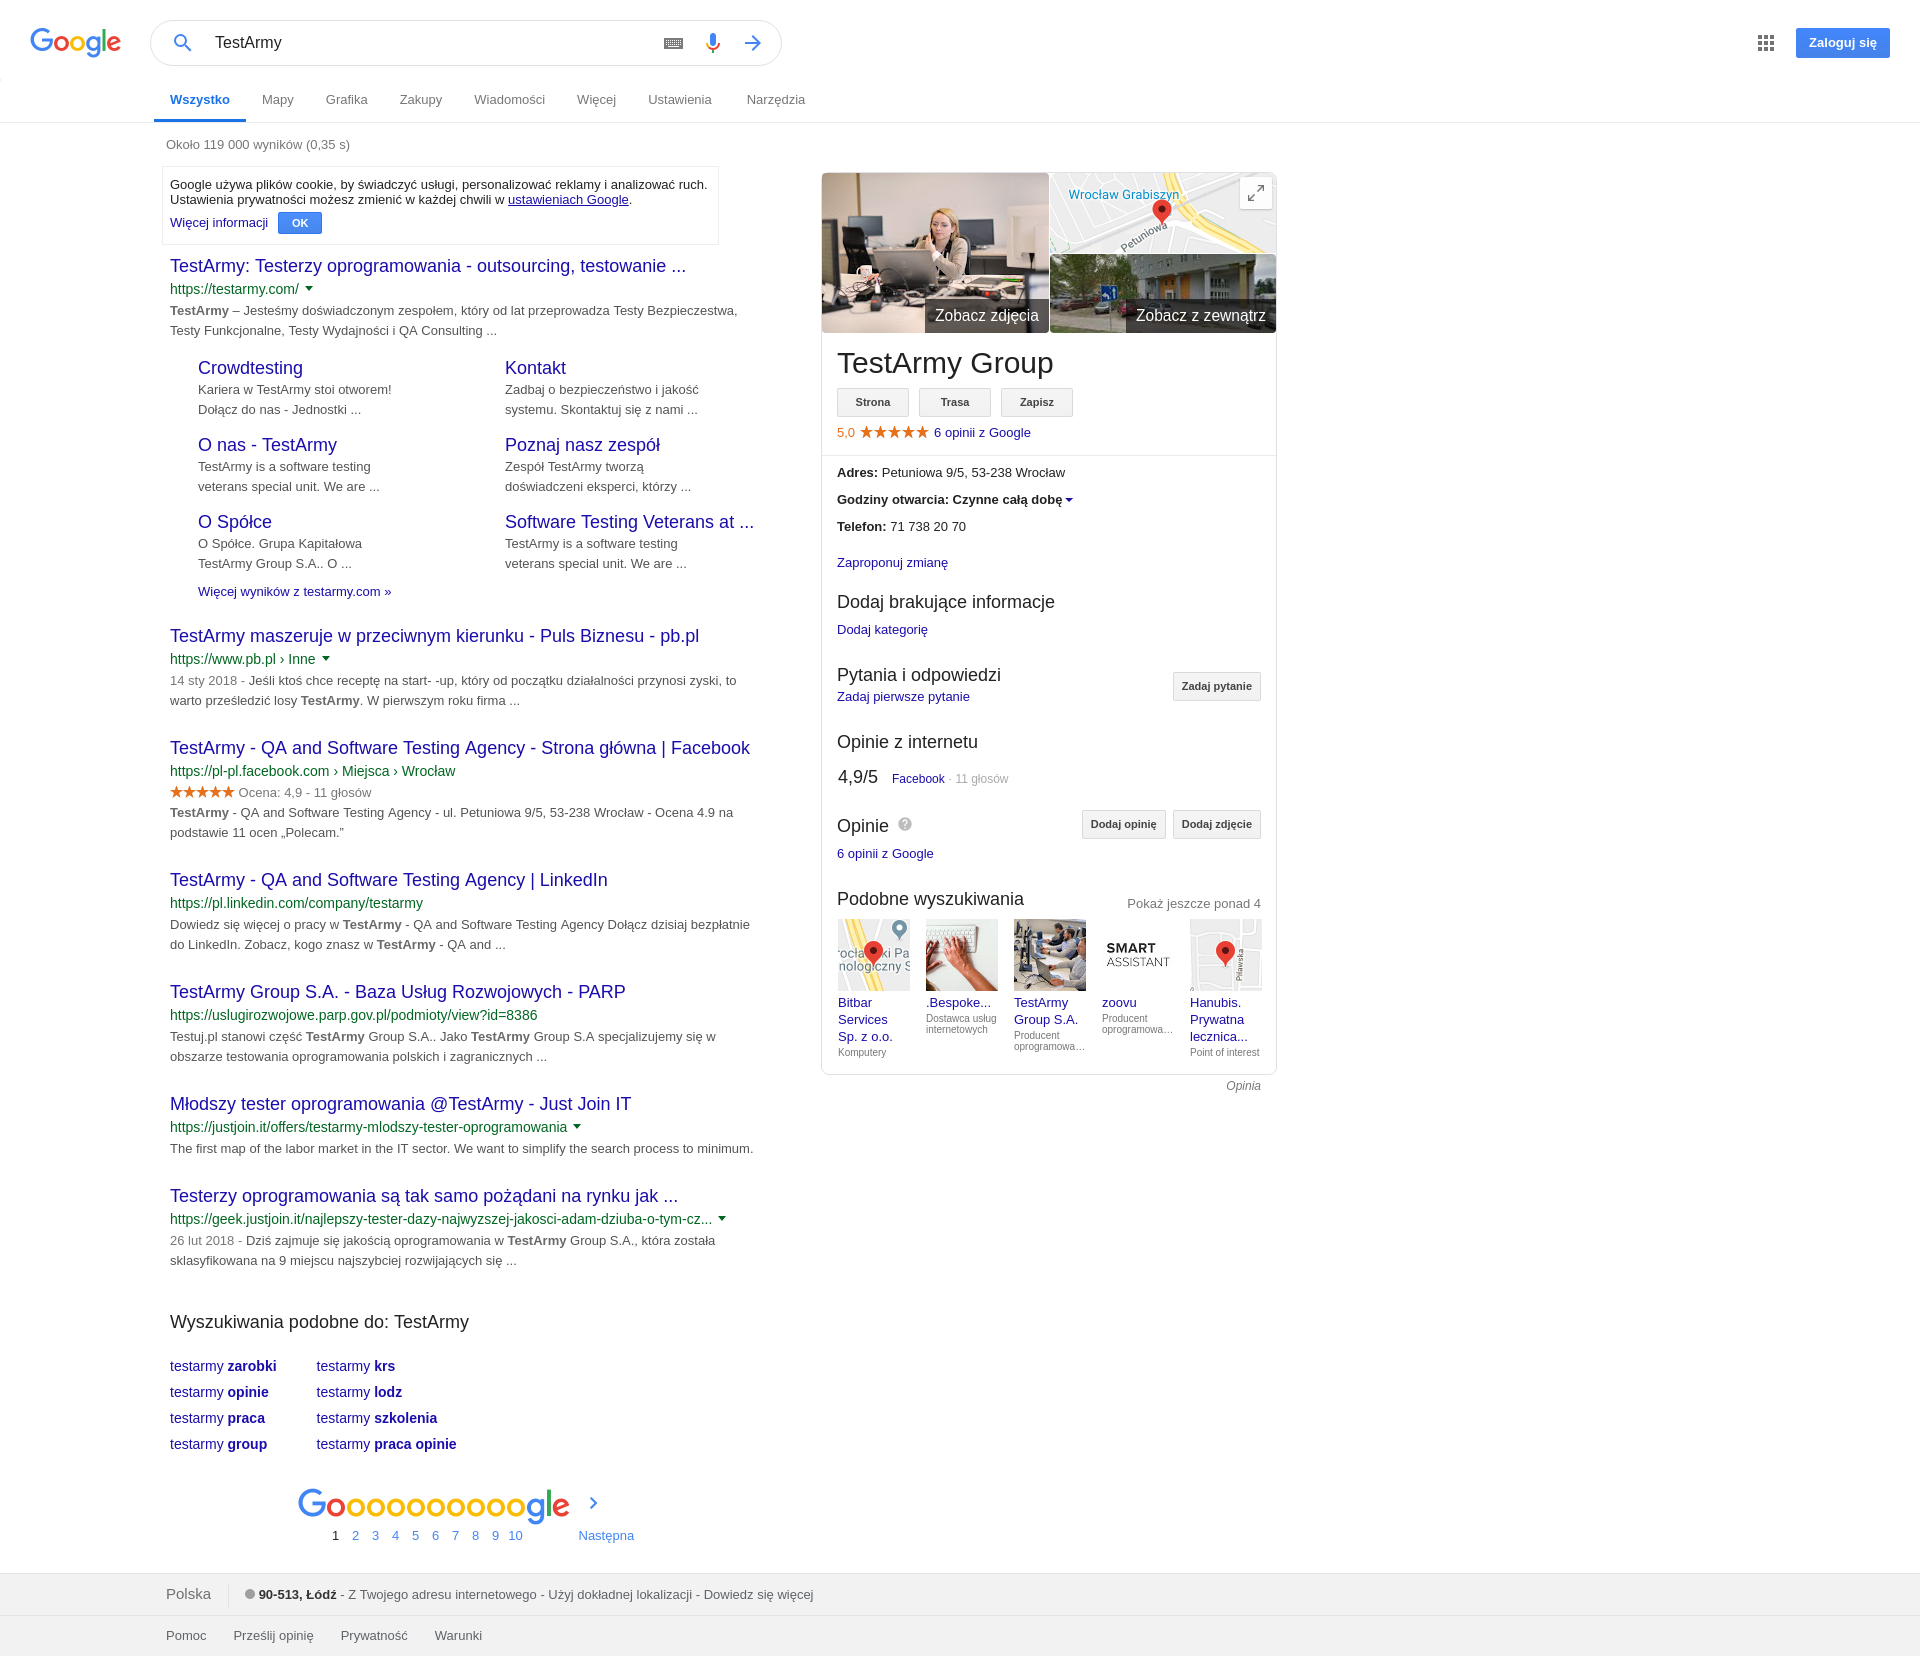 Google
TestArmy
Zaloguj się
Wszystko Mapy Grafika Zakupy Wiadomości Więcej Ustawienia Narzędzia
Około 119 000 wyników (0,35 s)
Google używa plików cookie, by świadczyć usługi, personalizować reklamy i analizować ruch.
Ustawienia prywatności możesz zmienić w każdej chwili w ustawieniach Google.
Więcej informacji OK
TestArmy: Testerzy oprogramowania - outsourcing, testowanie ...
https://testarmy.com/
TestArmy – Jesteśmy doświadczonym zespołem, który od lat przeprowadza Testy Bezpieczestwa,
Testy Funkcjonalne, Testy Wydajności i QA Consulting ...
Crowdtesting
Kariera w TestArmy stoi otworem!
Dołącz do nas - Jednostki ...
Kontakt
Zadbaj o bezpieczeństwo i jakość
systemu. Skontaktuj się z nami ...
O nas - TestArmy
TestArmy is a software testing
veterans special unit. We are ...
Poznaj nasz zespół
Zespół TestArmy tworzą
doświadczeni eksperci, którzy ...
O Spółce
O Spółce. Grupa Kapitałowa
TestArmy Group S.A.. O ...
Software Testing Veterans at ...
TestArmy is a software testing
veterans special unit. We are ...
Więcej wyników z testarmy.com »
TestArmy maszeruje w przeciwnym kierunku - Puls Biznesu - pb.pl
https://www.pb.pl › Inne
14 sty 2018 - Jeśli ktoś chce receptę na start- -up, który od początku działalności przynosi zyski, to
warto prześledzić losy TestArmy. W pierwszym roku firma ...
TestArmy - QA and Software Testing Agency - Strona główna | Facebook
https://pl-pl.facebook.com › Miejsca › Wrocław
Ocena: 4,9 - 11 głosów
TestArmy - QA and Software Testing Agency - ul. Petuniowa 9/5, 53-238 Wrocław - Ocena 4.9 na
podstawie 11 ocen „Polecam.”
TestArmy - QA and Software Testing Agency | LinkedIn
https://pl.linkedin.com/company/testarmy
Dowiedz się więcej o pracy w TestArmy - QA and Software Testing Agency Dołącz dzisiaj bezpłatnie
do LinkedIn. Zobacz, kogo znasz w TestArmy - QA and ...
TestArmy Group S.A. - Baza Usług Rozwojowych - PARP
https://uslugirozwojowe.parp.gov.pl/podmioty/view?id=8386
Testuj.pl stanowi część TestArmy Group S.A.. Jako TestArmy Group S.A specjalizujemy się w
obszarze testowania oprogramowania polskich i zagranicznych ...
Młodszy tester oprogramowania @TestArmy - Just Join IT
https://justjoin.it/offers/testarmy-mlodszy-tester-oprogramowania
The first map of the labor market in the IT sector. We want to simplify the search process to minimum.
Testerzy oprogramowania są tak samo pożądani na rynku jak ...
https://geek.justjoin.it/najlepszy-tester-dazy-najwyzszej-jakosci-adam-dziuba-o-tym-cz...
26 lut 2018 - Dziś zajmuje się jakością oprogramowania w TestArmy Group S.A., która została
sklasyfikowana na 9 miejscu najszybciej rozwijających się ...
Wyszukiwania podobne do: TestArmy
testarmy zarobki
testarmy opinie
testarmy praca
testarmy group
testarmy krs
testarmy lodz
testarmy szkolenia
testarmy praca opinie
Goooooooooogle
1 2 3 4 5 6 7 8 9 10 Następna
Wrocław Grabiszyn
Petuniowa
Zobacz zdjęcia
Zobacz z zewnątrz
TestArmy Group
Strona Trasa Zapisz
5,0 6 opinii z Google
Adres: Petuniowa 9/5, 53-238 Wrocław
Godziny otwarcia: Czynne całą dobę
Telefon: 71 738 20 70
Zaproponuj zmianę
Dodaj brakujące informacje
Dodaj kategorię
Pytania i odpowiedzi
Zadaj pierwsze pytanie
Zadaj pytanie
Opinie z internetu
4,9/5 Facebook · 11 głosów
Opinie ?
Dodaj opinię Dodaj zdjęcie
6 opinii z Google
Podobne wyszukiwania
Pokaż jeszcze ponad 4
SMART
ASSISTANT
Piławska
Bitbar
Services
Sp. z o.o.
Komputery
.Bespoke...
Dostawca usług
internetowych
TestArmy
Group S.A.
Producent
oprogramowa...
zoovu
Producent
oprogramowa...
Hanubis.
Prywatna
lecznica...
Point of interest
Opinia
Polska
90-513, Łódź - Z Twojego adresu internetowego - Użyj dokładnej lokalizacji - Dowiedz się więcej
Pomoc Prześlij opinię Prywatność Warunki